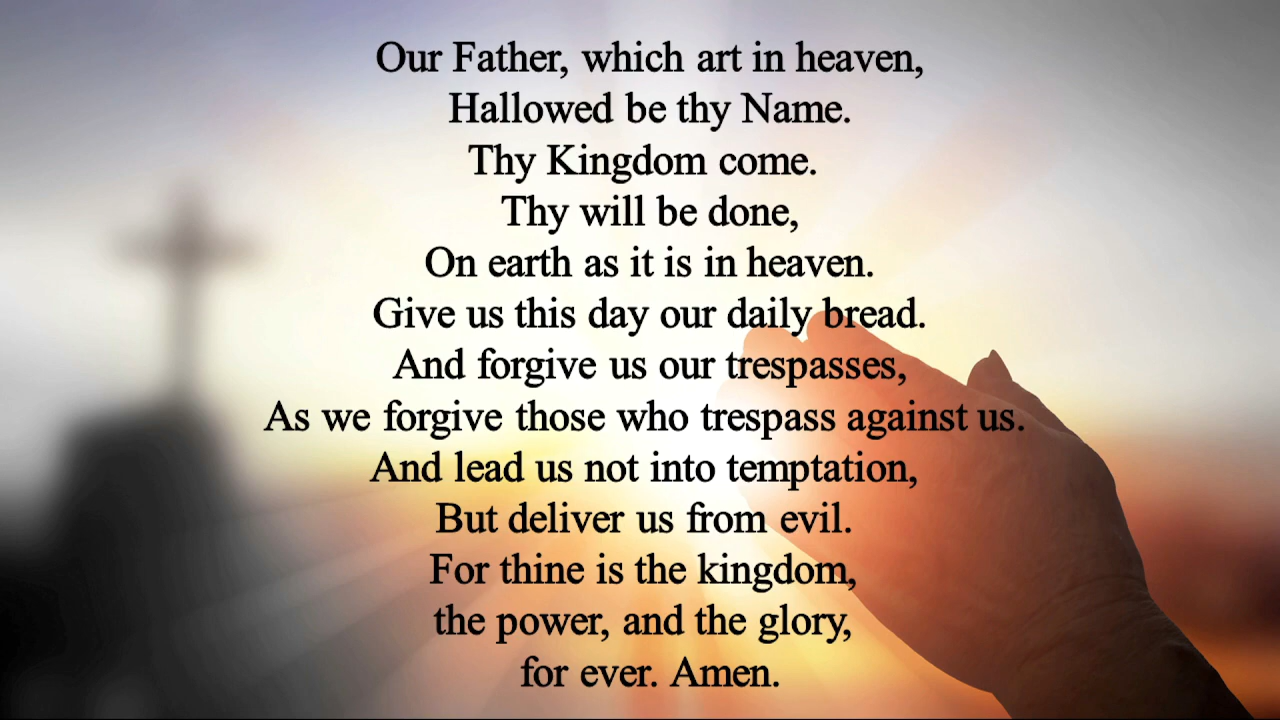 Our Father, which art in heaven,
Hallowed be thy Name.
Thy Kingdom come.
Thy will be done,
On earth as it is in heaven.
Give us this day our daily bread.
And forgive us our trespasses,
As we forgive those who trespass against us.
And lead us not into temptation,
But deliver us from evil.
For thine is the kingdom,
the power, and the glory,
for ever. Amen.